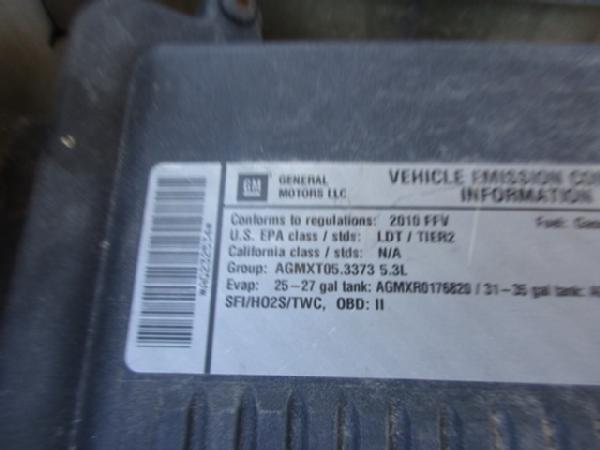 GM
GENERAL
MOTORS LLC
VEHICLE EMISSION
INFORMATION
Conforms to regulations: 2010 FFV
Fuel:
U.S. EPA class / stds: LDT / TIER2
California class / stds: N/A
Group: AGMXT05.3373 5.3L
Evap: 25-27 gal tank: AGMXR0176820 / 31-35 gal tank:
SFI/HO2S/TWC, OBD: II